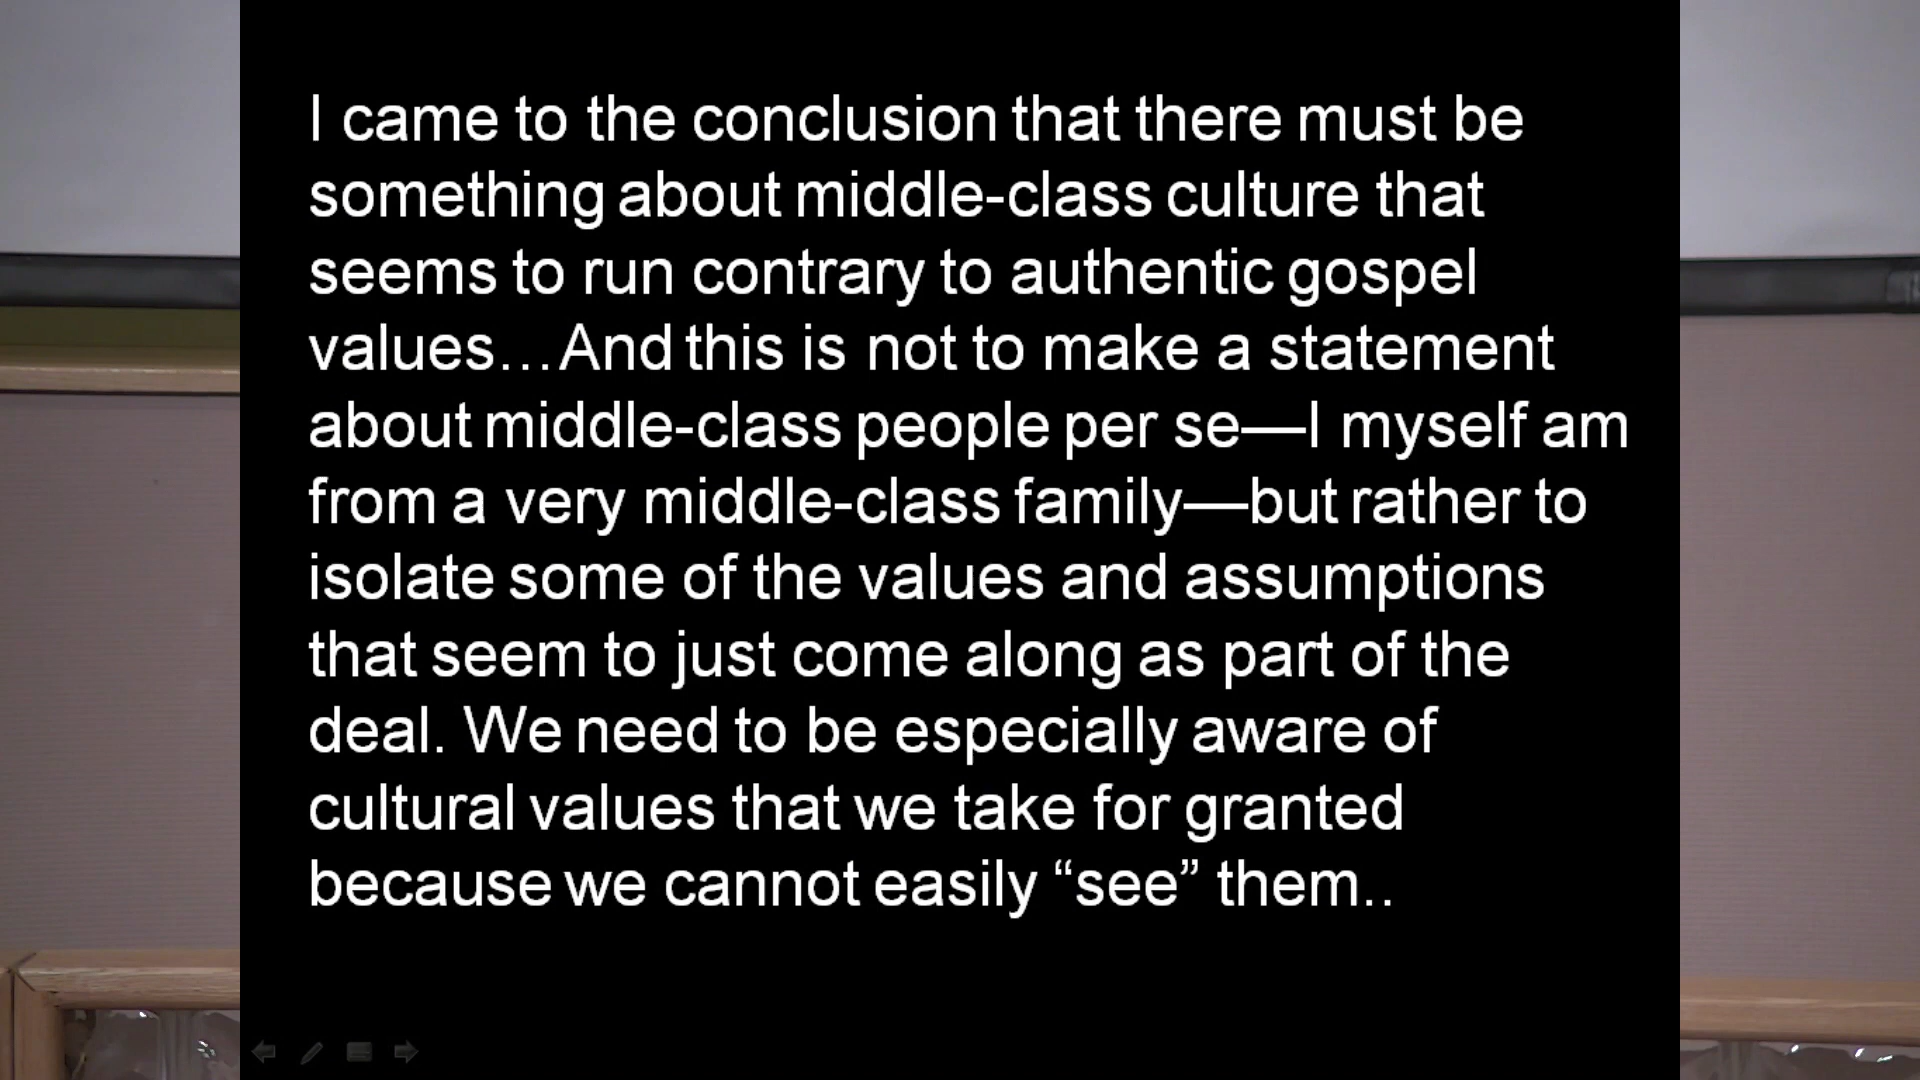 I came to the conclusion that there must be
something about middle-class culture that
seems to run contrary to authentic gospel
values…And this is not to make a statement
about middle-class people per se—I myself am
from a very middle-class family—but rather to
isolate some of the values and assumptions
that seem to just come along as part of the
deal. We need to be especially aware of
cultural values that we take for granted
because we cannot easily “see” them..